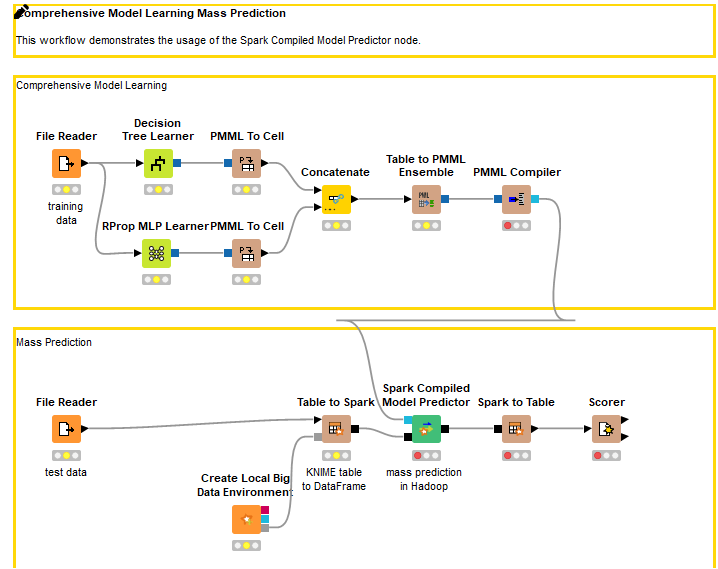 Comprehensive Model Learning Mass Prediction
This workflow demonstrates the usage of the Spark Compiled Model Predictor node.
Comprehensive Model Learning
File Reader
training
data
Decision
Tree Learner
PMML To Cell
RProp MLP Learner
PMML To Cell
Concatenate
Table to PMML
Ensemble
PML
PMML Compiler
Mass Prediction
File Reader
test data
Create Local Big
Data Environment
Table to Spark
KNIME table
to DataFrame
Spark Compiled
Model Predictor
mass prediction
in Hadoop
Spark to Table
Scorer